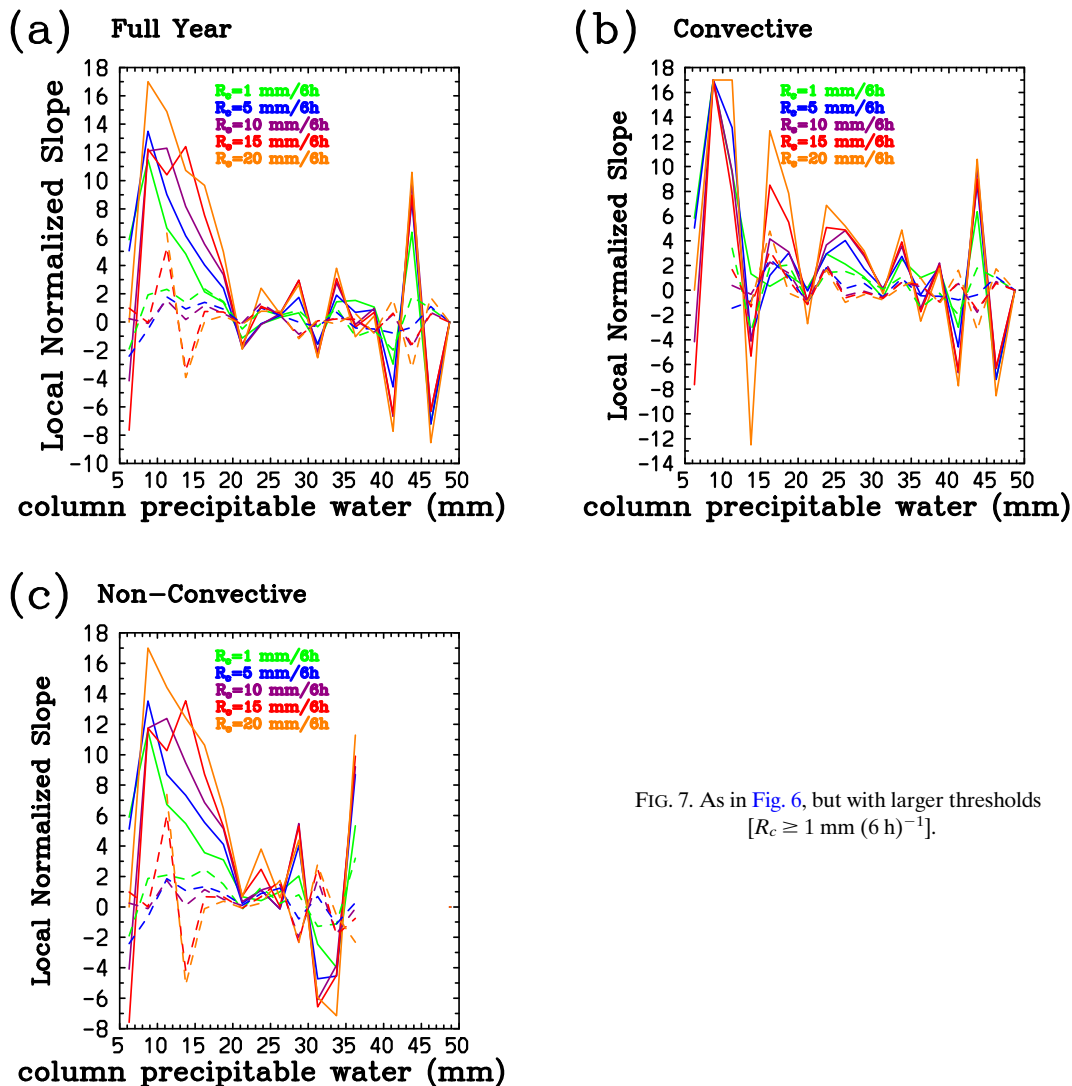 (a) Full Year
Local Normalized Slope
18
16
14
12
10
8
6
4
2
0
-2
-4
-6
-8
-10
Rc=1 mm/6h
Rc=5 mm/6h
Rc=10 mm/6h
Rc=15 mm/6h
Rc=20 mm/6h
5 10 15 20 25 30 35 40 45 50
column precipitable water (mm)
(b) Convective
Local Normalized Slope
18
16
14
12
10
8
6
4
2
0
-2
-4
-6
-8
-10
-12
-14
Rc=1 mm/6h
Rc=5 mm/6h
Rc=10 mm/6h
Rc=15 mm/6h
Rc=20 mm/6h
5 10 15 20 25 30 35 40 45 50
column precipitable water (mm)
(c) Non-Convective
Local Normalized Slope
18
16
14
12
10
8
6
4
2
0
-2
-4
-6
-8
Rc=1 mm/6h
Rc=5 mm/6h
Rc=10 mm/6h
Rc=15 mm/6h
Rc=20 mm/6h
5 10 15 20 25 30 35 40 45 50
column precipitable water (mm)
FIG. 7. As in Fig. 6, but with larger thresholds
[Rc ≥ 1 mm (6 h)−1].